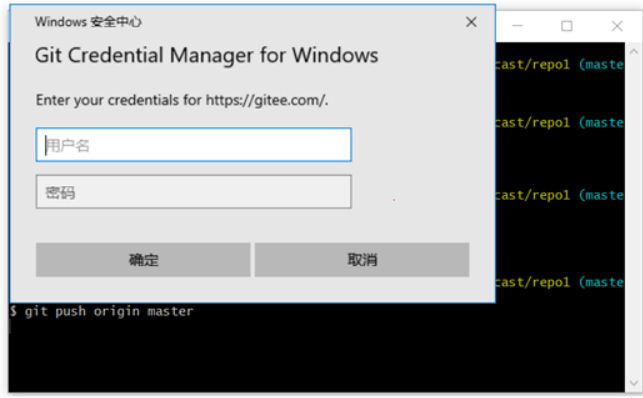 Windows 安全中心
Git Credential Manager for Windows
Enter your credentials for https://gitee.com/.
用户名
密码
确定
取消
cast/repo1 (maste
cast/repo1 (maste
cast/repo1 (maste
cast/repo1 (maste
$ git push origin master